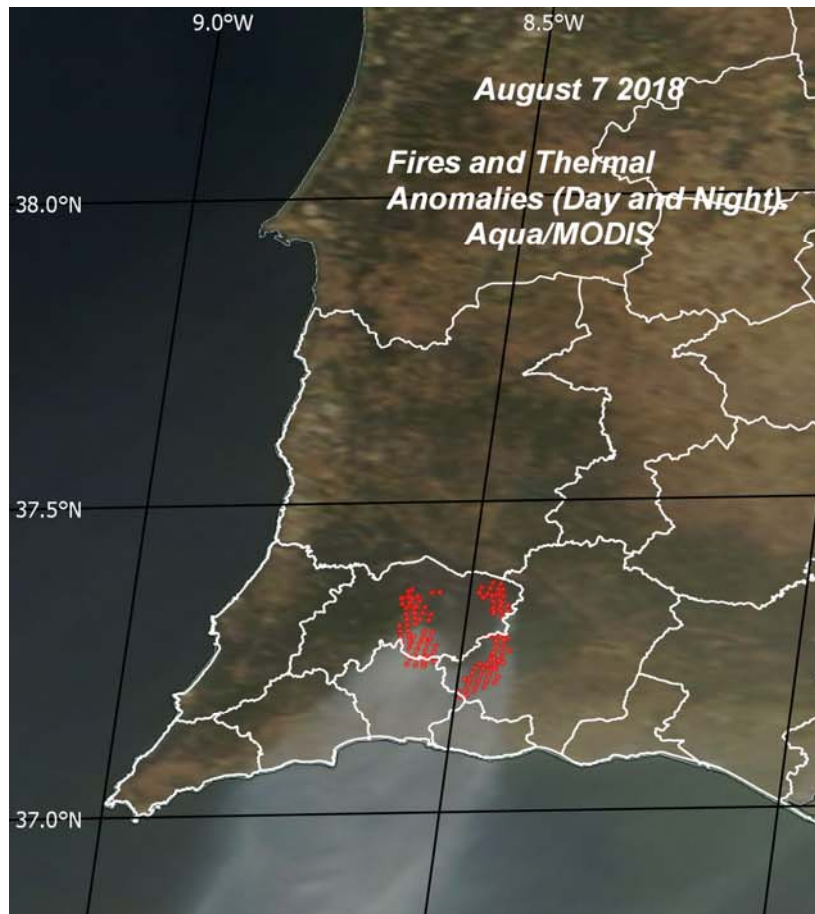 9.0°W
8.5°W
August 7 2018
Fires and Thermal
Anomalies (Day and Night).
Aqua/MODIS
38.0°N
37.5°N
37.0°N